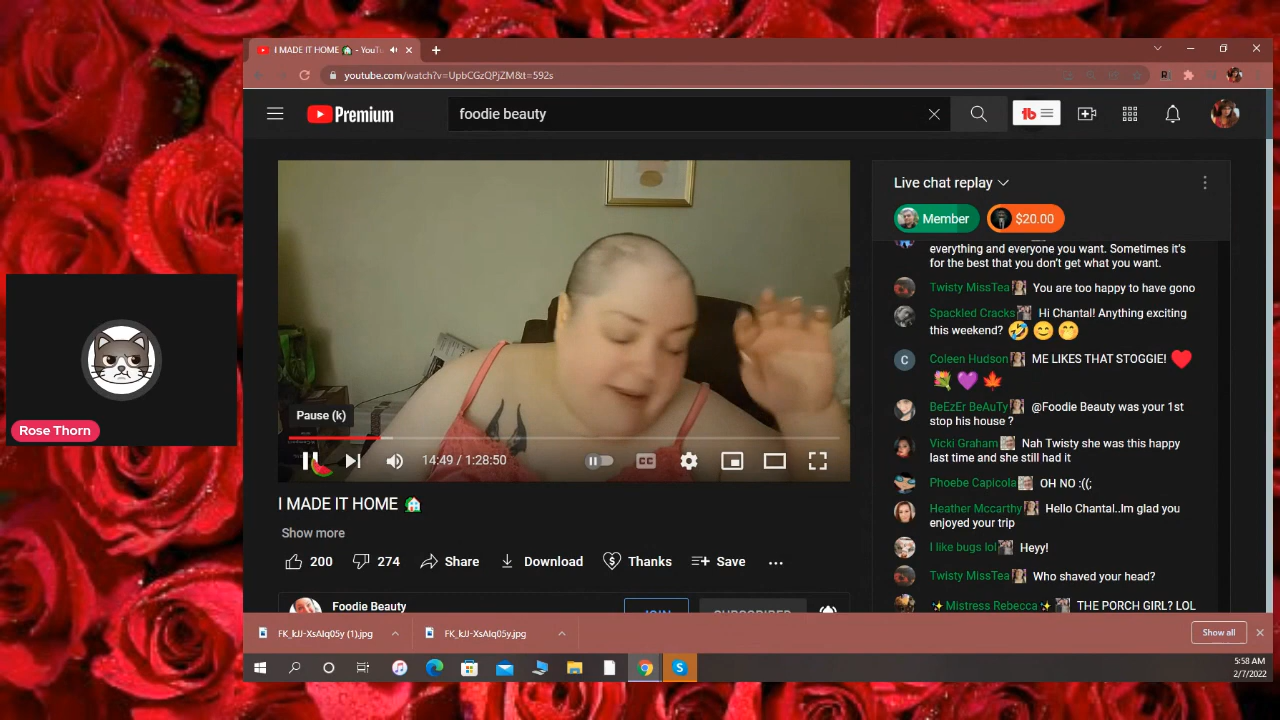 I MADE IT HOME 🏠 - YouTu
youtube.com/watch?v=UpbCGzQPjZM&t=592s
Premium
foodie beauty
Live chat replay
Member
$20.00
everything and everyone you want. Sometimes it's
for the best that you don't get what you want.
Twisty MissTea You are too happy to have gono
Spackled Cracks Hi Chantal! Anything exciting
this weekend? 🤣😊🤭
C
Coleen Hudson ME LIKES THAT STOGGIE! ♥️
💐💜🍁
BeEzEr BeAuTy @Foodie Beauty was your 1st
stop his house ?
Vicki Graham Nah Twisty she was this happy
last time and she still had it
Phoebe Capicola OH NO :((;
Heather Mccarthy Hello Chantal..Im glad you
enjoyed your trip
I like bugs lol Heyy!
Twisty MissTea Who shaved your head?
✨Mistress Rebecca✨ THE PORCH GIRL? LOL
Pause (k)
14:49 / 1:28:50
CC
Rose Thorn
I MADE IT HOME 🏠
Show more
200
274
Share
Download
Thanks
Save
Foodie Beauty
JOIN
SUBSCRIBED
FK_kJJ-XsAIq05y (1).jpg
FK_kJJ-XsAIq05y.jpg
Show all
5:58 AM
2/7/2022